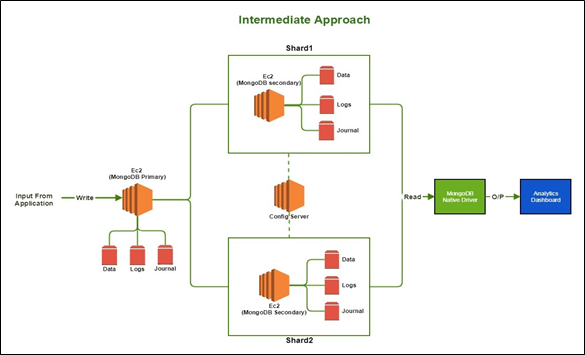 Intermediate Approach
Shard1
Ec2
(MongoDB secondary)
Data
Logs
Journal
Ec2
(MongoDB Primary)
Input From
Application
Write
Data
Logs
Journal
Config Server
Read
MongoDB
Native Driver
O/P
Analytics
Dashboard
Data
Logs
Journal
Ec2
(MongoDB Secondary)
Shard2